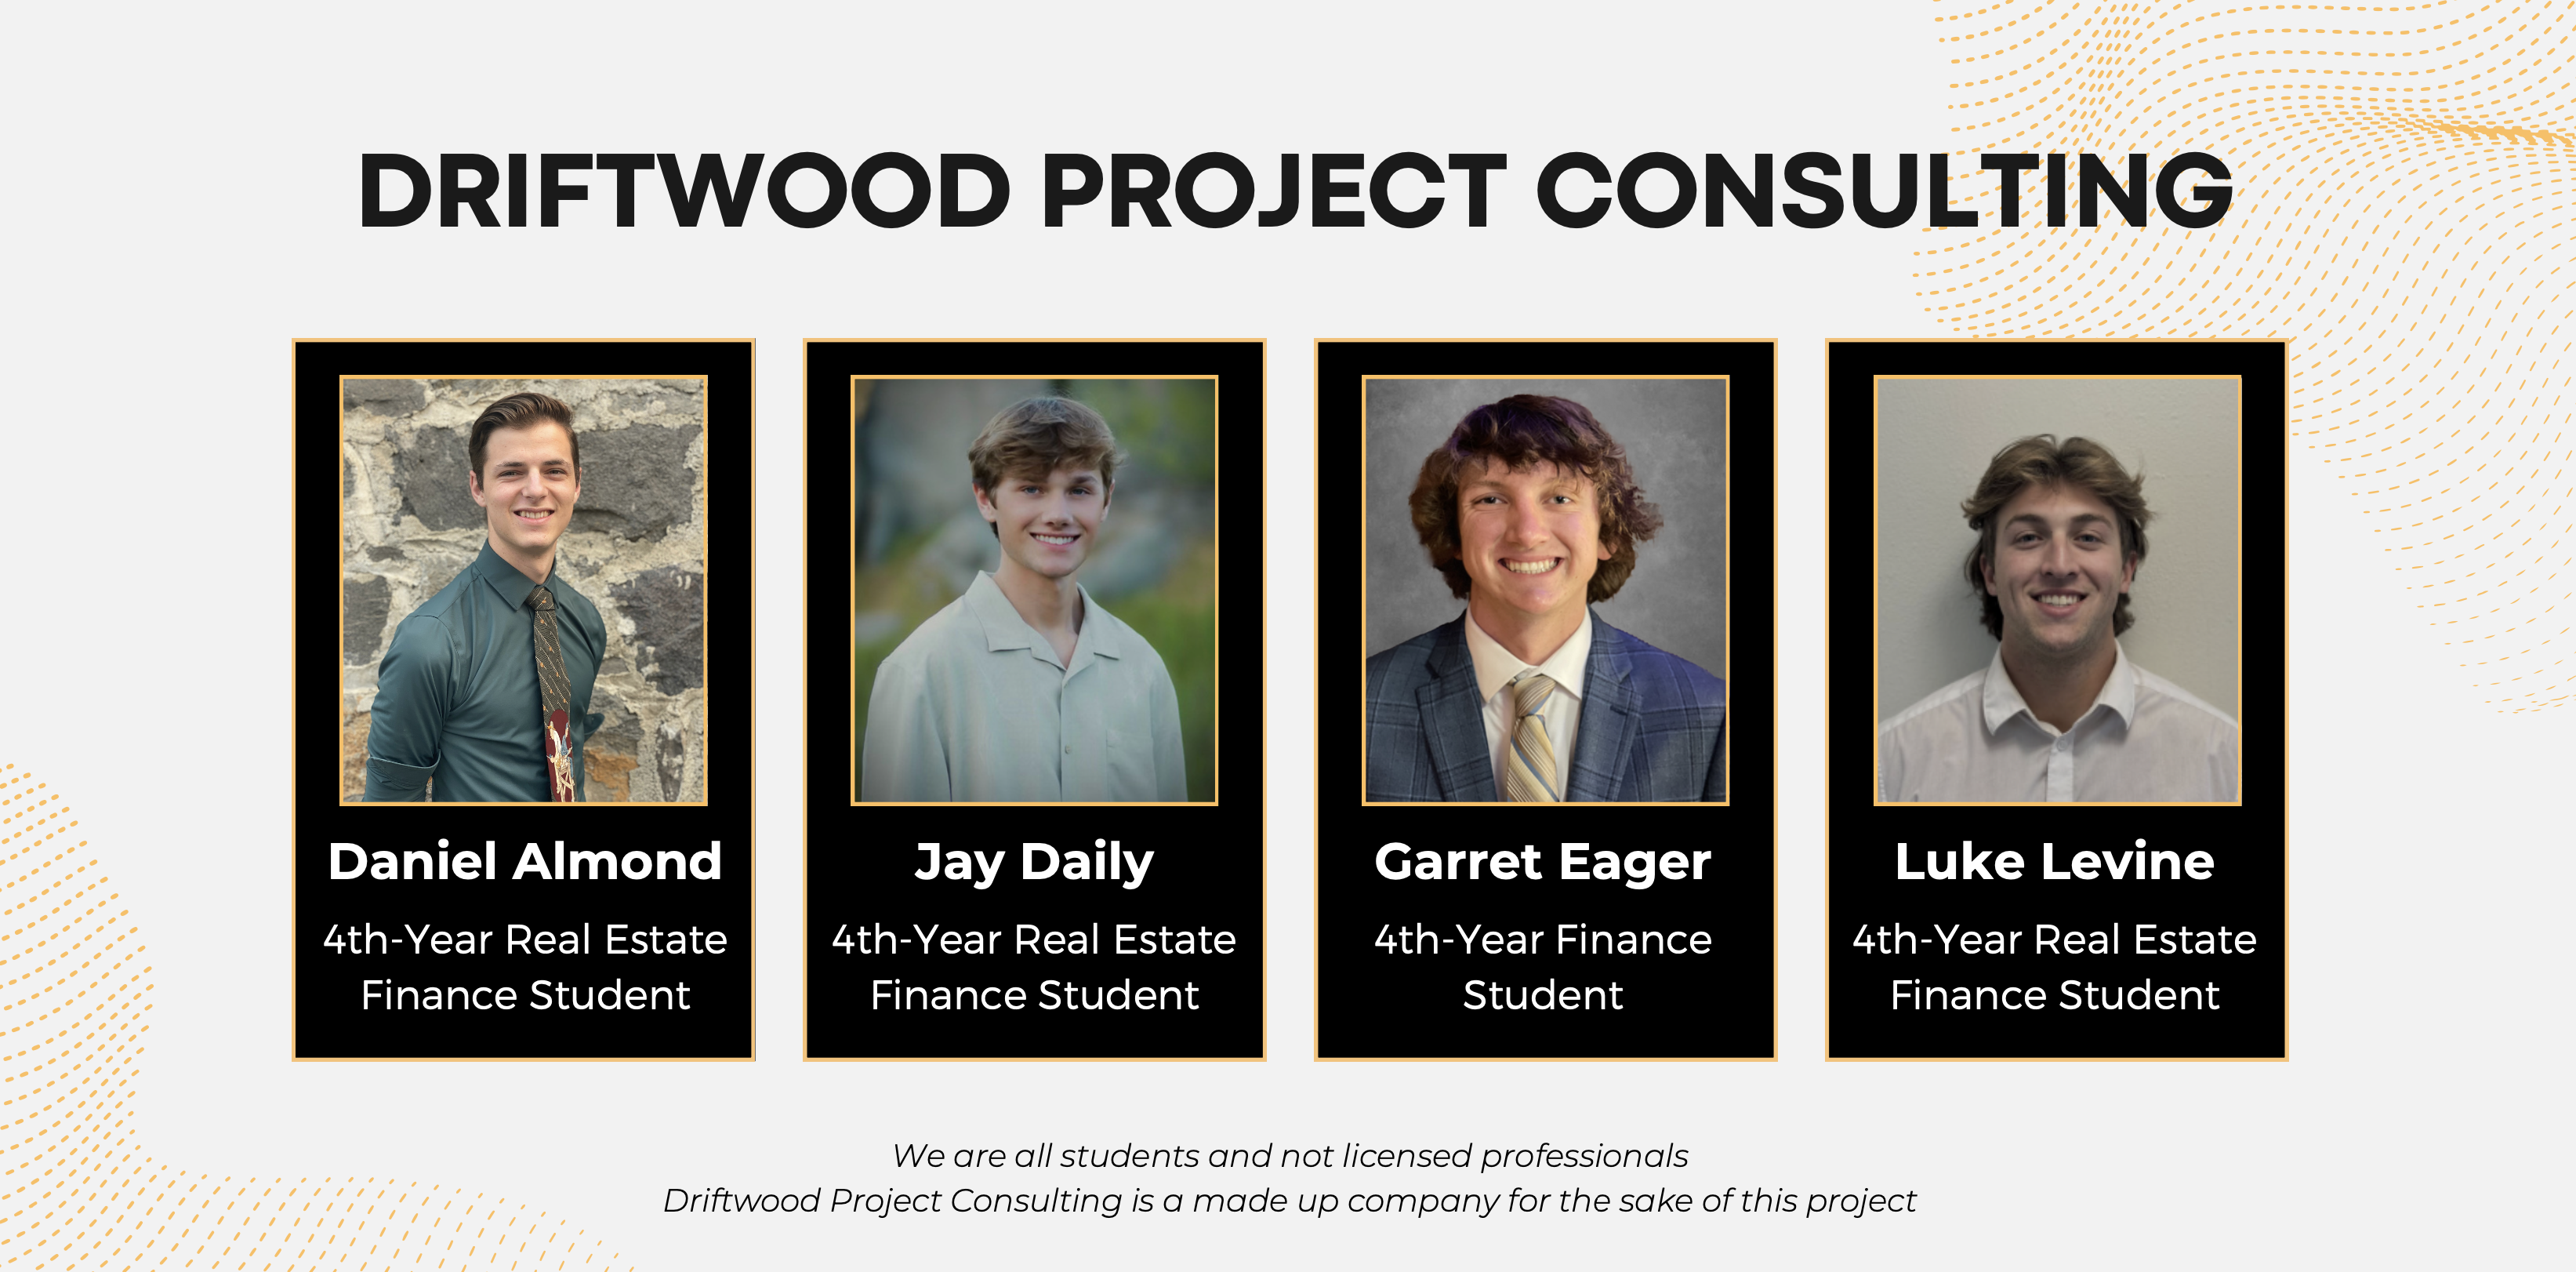 DRIFTWOOD PROJECT CONSULTING
Daniel Almond
4th-Year Real Estate
Finance Student
Jay Daily
4th-Year Real Estate
Finance Student
Garret Eager
4th-Year Finance
Student
Luke Levine
4th-Year Real Estate
Finance Student
We are all students and not licensed professionals
Driftwood Project Consulting is a made up company for the sake of this project